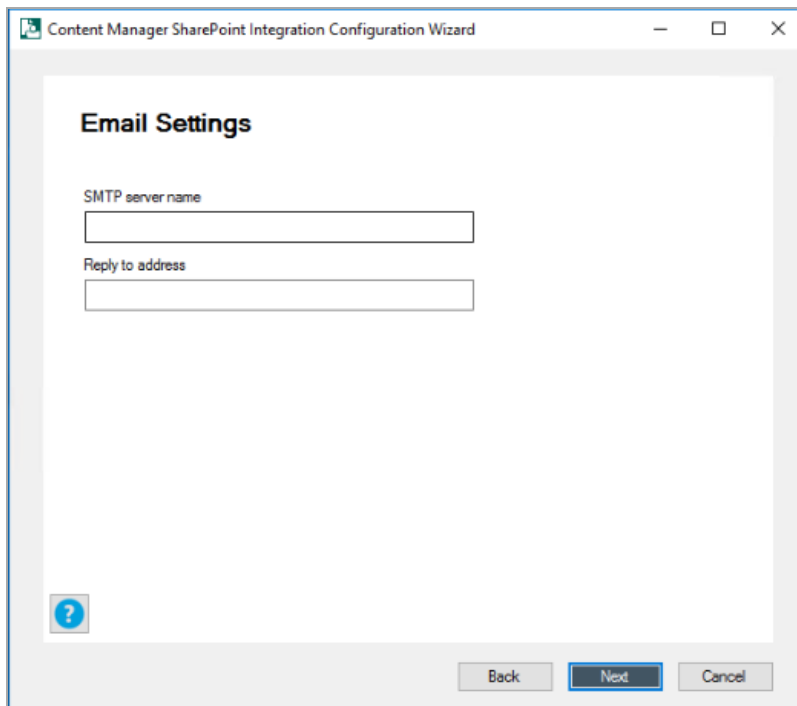 Content Manager SharePoint Integration Configuration Wizard
Email Settings
SMTP server name
Reply to address
?
Back Next Cancel